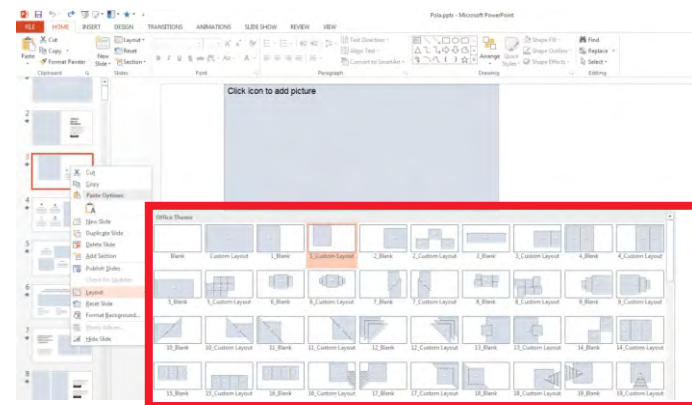 Pola.pptx - Microsoft PowerPoint
FILE HOME INSERT DESIGN TRANSITIONS ANIMATIONS SLIDE SHOW REVIEW VIEW
Cut
Copy
Format Painter
Paste
New Slide
Layout
Reset
Section
Text Direction
Align Text
Convert to SmartArt
Arrange
Quick Styles
Shape Fill
Shape Outline
Shape Effects
Find
Replace
Select
Clipboard Slides Font Paragraph Drawing Editing
Click icon to add picture
2
3
4
5
6
7
8
Cut
Copy
Paste Options:
New Slide
Duplicate Slide
Delete Slide
Add Section
Publish Slides
Check for Updates
Layout
Reset Slide
Format Background...
Photo Album...
Hide Slide
Office Theme
Blank Custom Layout 1_Blank 1_Custom Layout 2_Blank 2_Custom Layout 3_Blank 3_Custom Layout 4_Blank 4_Custom Layout
5_Blank 5_Custom Layout 6_Blank 6_Custom Layout 7_Blank 7_Custom Layout 8_Blank 8_Custom Layout 9_Blank 9_Custom Layout
10_Blank 10_Custom Layout 11_Blank 11_Custom Layout 12_Blank 12_Custom Layout 13_Blank 13_Custom Layout 14_Blank 14_Custom Layout
15_Blank 15_Custom Layout 16_Blank 16_Custom Layout 17_Blank 17_Custom Layout 18_Blank 18_Custom Layout 19_Blank 19_Custom Layout